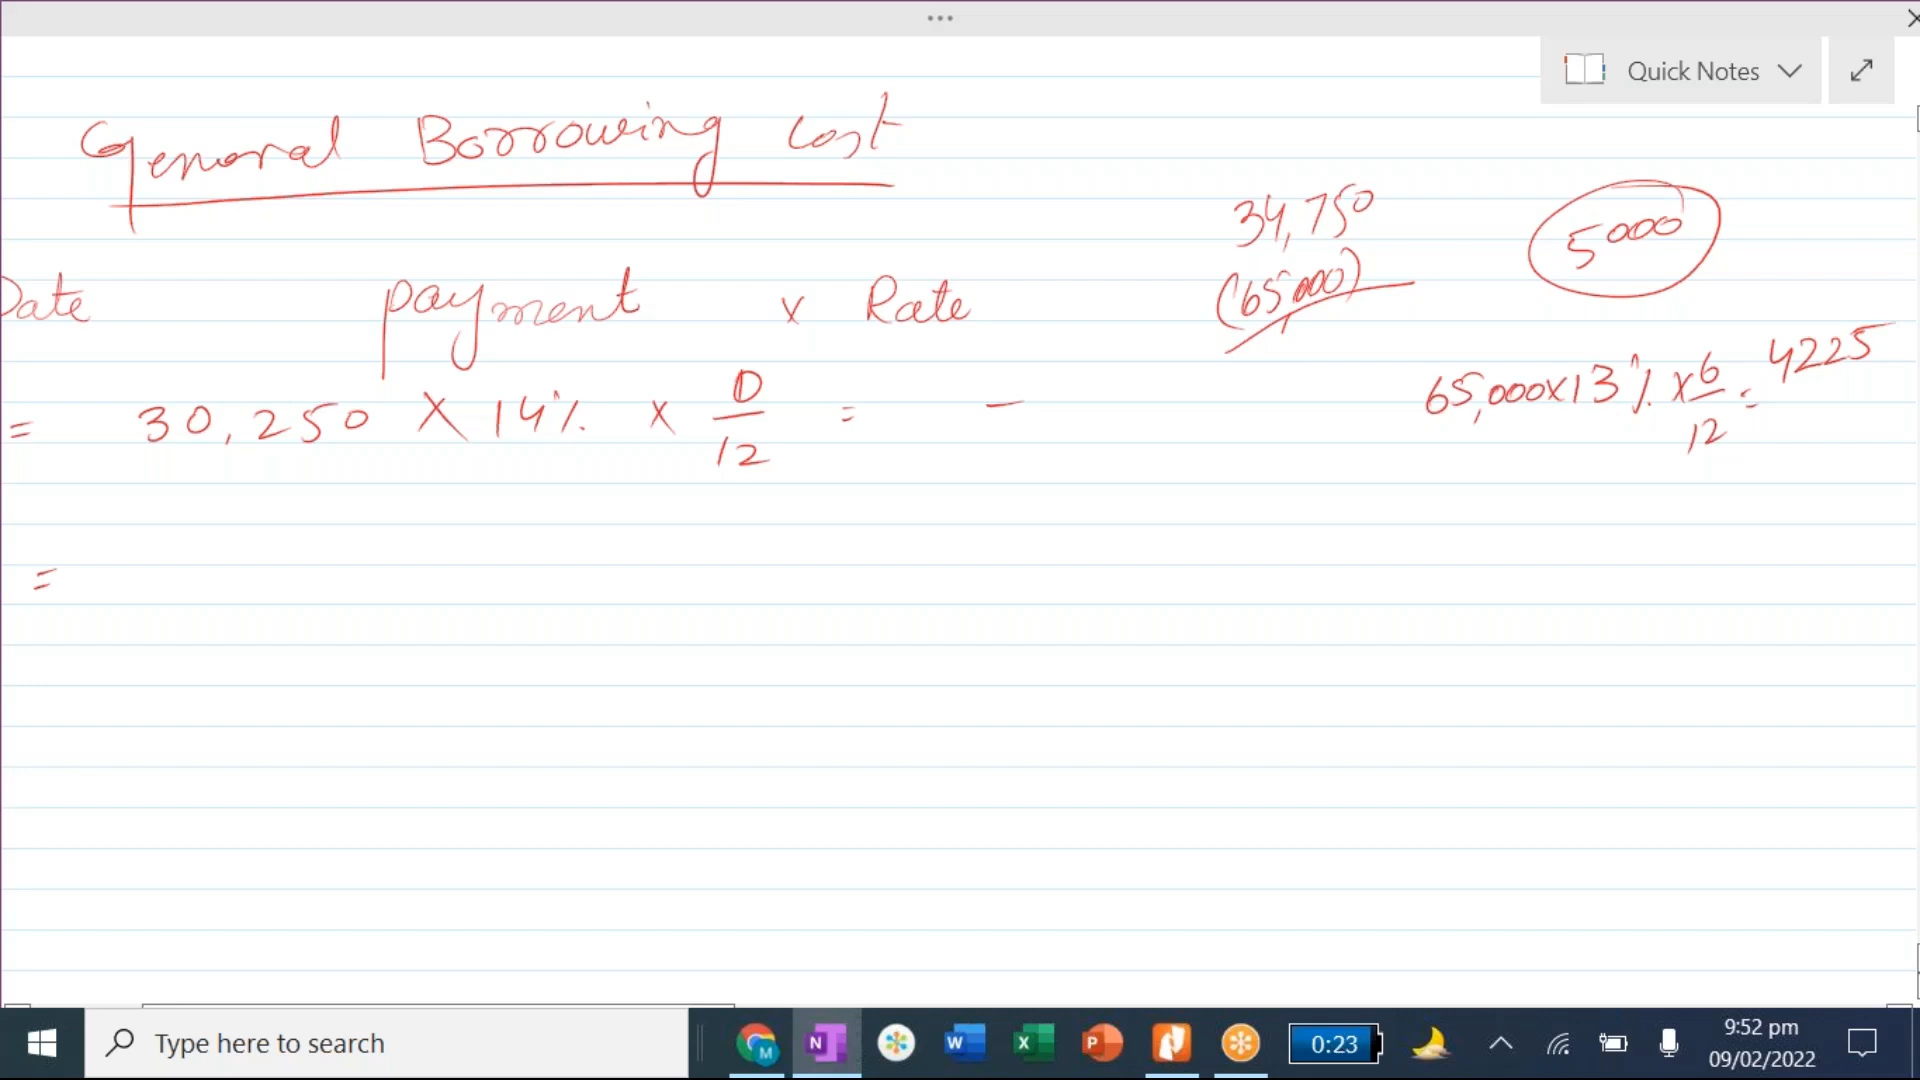 Quick Notes
General Borrowing Cost
34,750
5000
(65,000)
Date payment x Rate
65,000x13% x 6/12 = 4225
= 30,250 X 14% x 0/12 = -
=
Type here to search
0:23
9:52 pm
09/02/2022